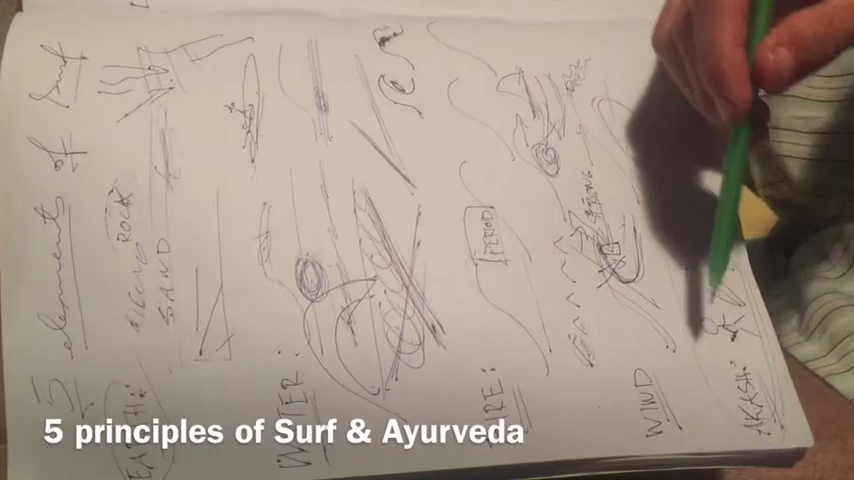 5 elements of Surf
EARTH:
ROCK
SAND
WATER:
FIRE:
PERIOD
STRONG
WIND
AKASH:
5 principles of Surf & Ayurveda